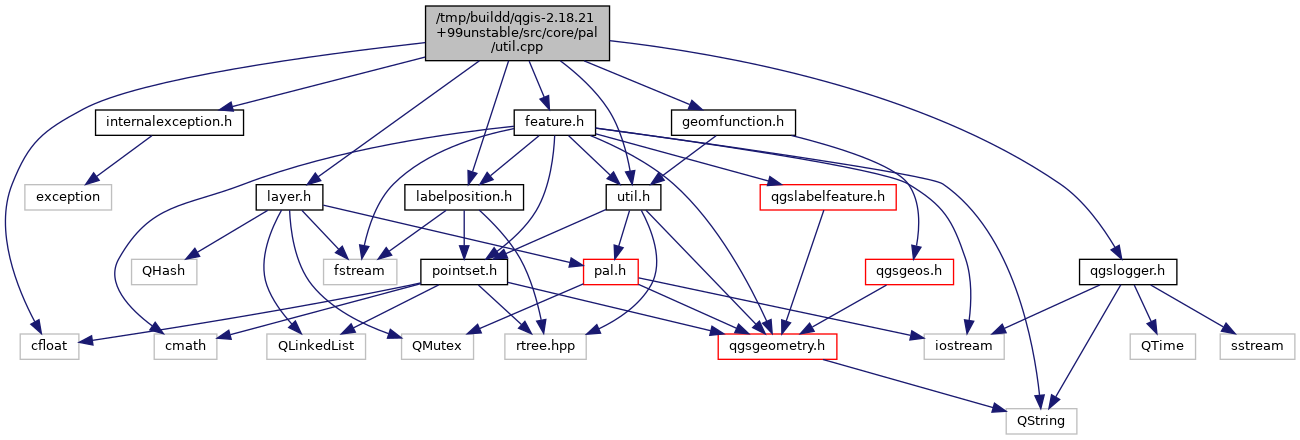 /tmp/buildd/qgis-2.18.21
+99unstable/src/core/pal
/util.cpp
internalexception.h
feature.h
geomfunction.h
exception
layer.h
labelposition.h
util.h
qgslabelfeature.h
QHash
fstream
pointset.h
pal.h
qgsgeos.h
qgslogger.h
cfloat
cmath
QLinkedList
QMutex
rtree.hpp
qgsgeometry.h
iostream
QTime
sstream
QString